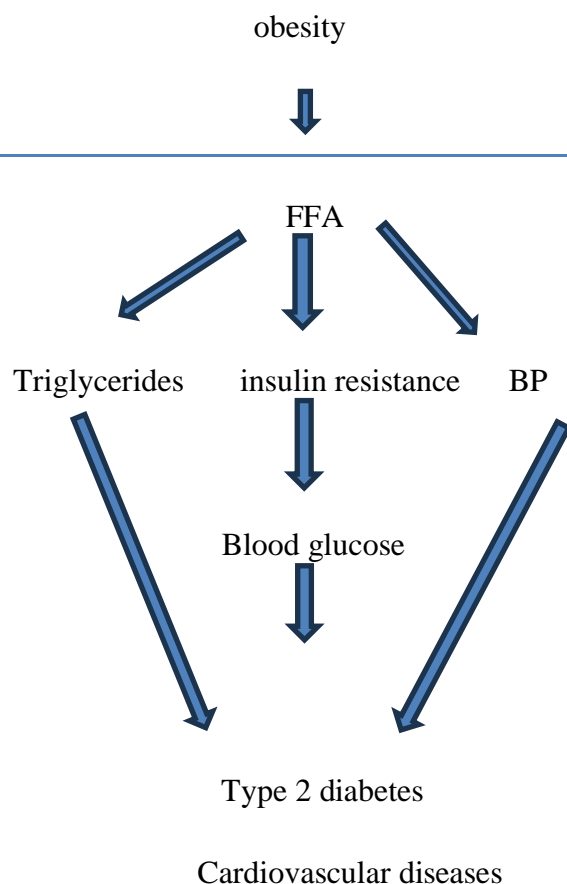 obesity
FFA
Triglycerides insulin resistance BP
Blood glucose
Type 2 diabetes
Cardiovascular diseases